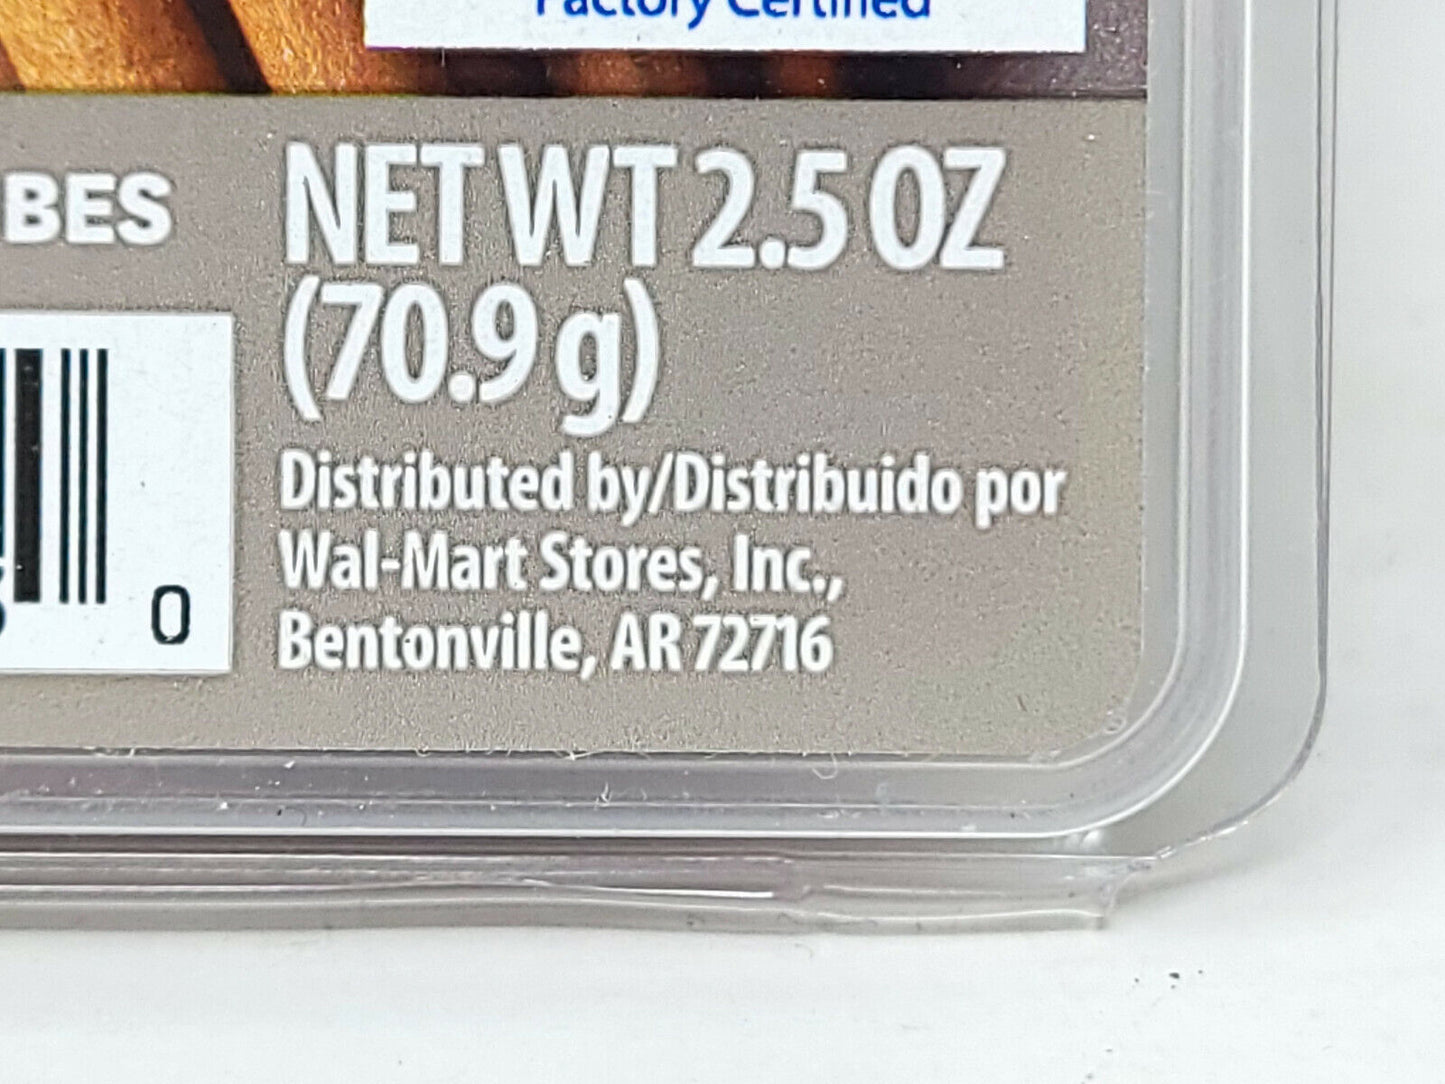 Factory Certified
BES
NET WT 2.5 OZ
(70.9 g)
Distributed by/Distribuido por
Wal-Mart Stores, Inc.,
Bentonville, AR 72716
0